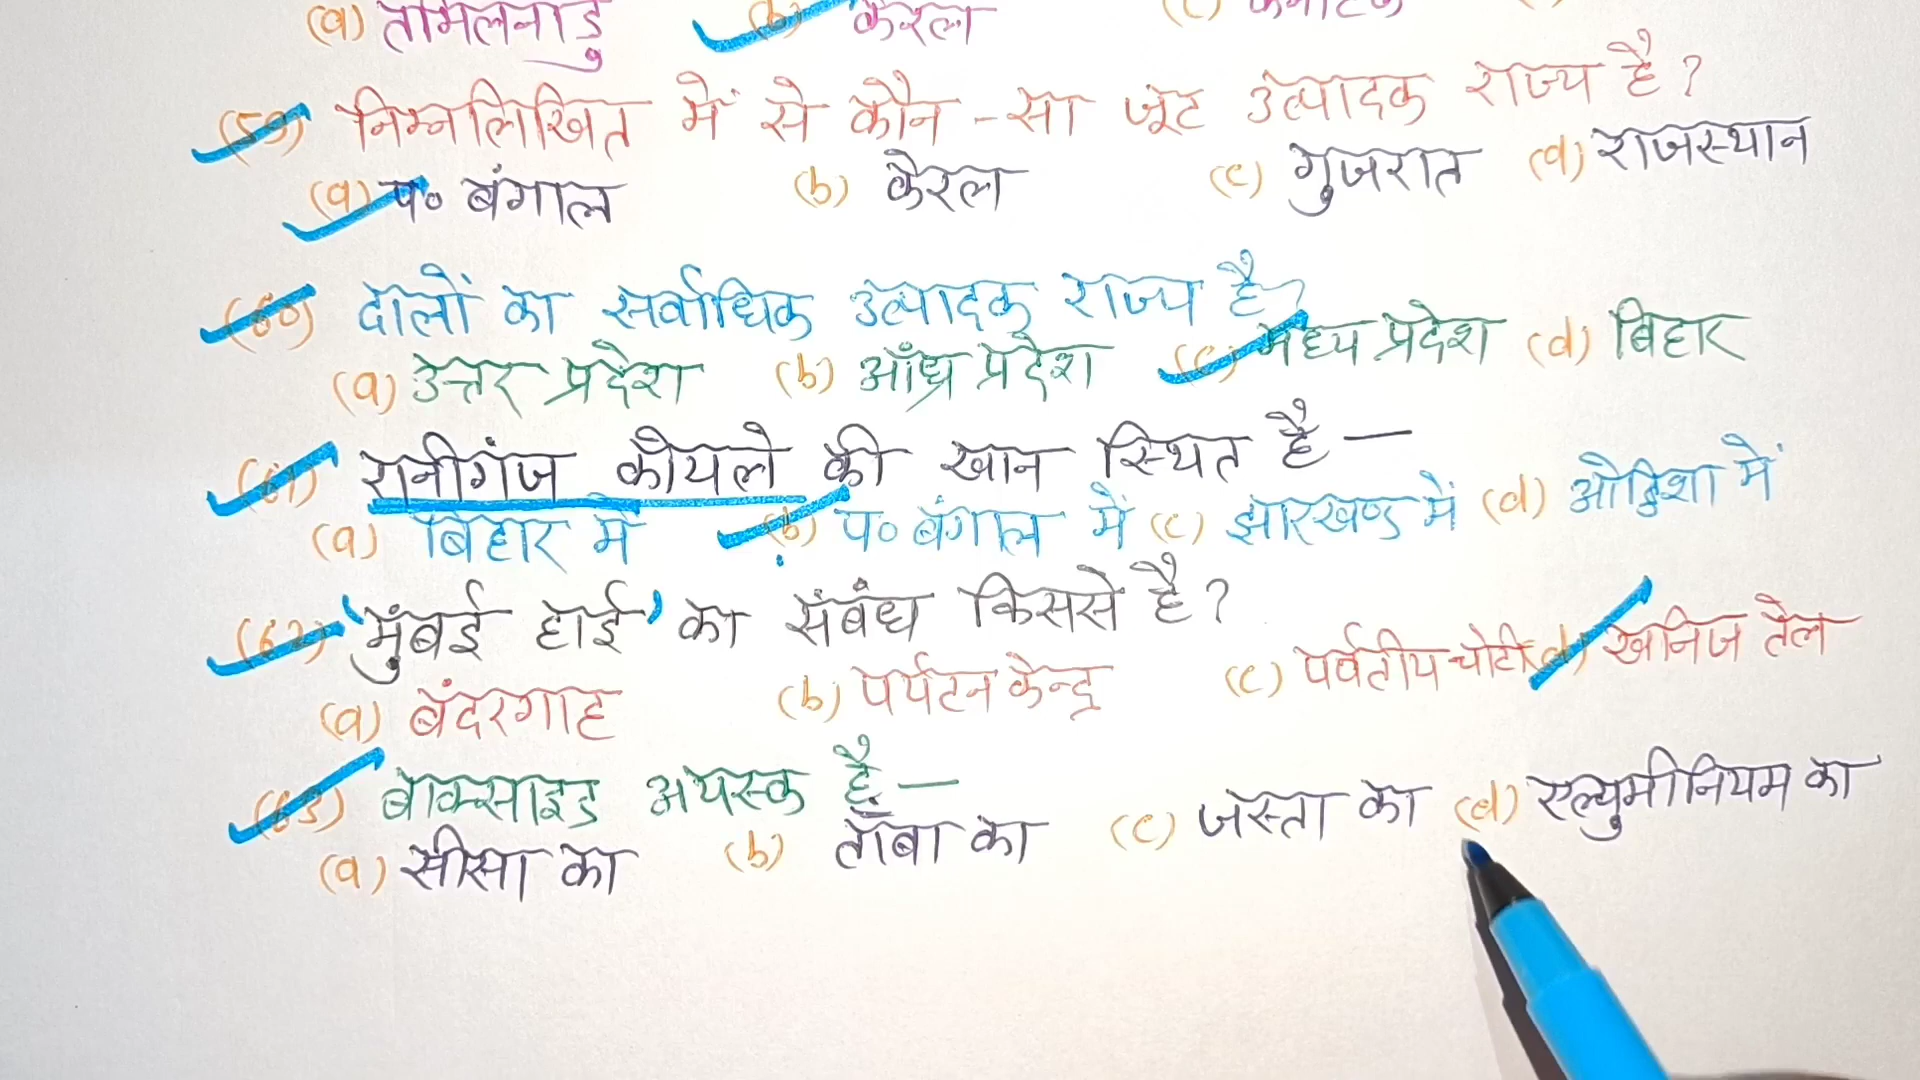 (a) तमिलनाडु (b) केरल (c)
(59) निम्नलिखित में से कौन-सा जूट उत्पादक राज्य है?
(a) प० बंगाल (b) केरल (c) गुजरात (d) राजस्थान
(60) दालों का सर्वाधिक उत्पादक राज्य है?
(a) उत्तर प्रदेश (b) आँध्र प्रदेश (c) मध्य प्रदेश (d) बिहार
(61) रानीगंज कोयले की खान स्थित है —
(a) बिहार में (b) प० बंगाल में (c) झारखण्ड में (d) ओडिशा में
(62) 'मुंबई हाई' का संबंध किससे है?
(a) बंदरगाह (b) पर्यटन केन्द्र (c) पर्वतीय चोटी (d) खनिज तेल
(63) बाक्साइड अयस्क है —
(a) सीसा का (b) ताँबा का (c) जस्ता का (d) एल्युमीनियम का